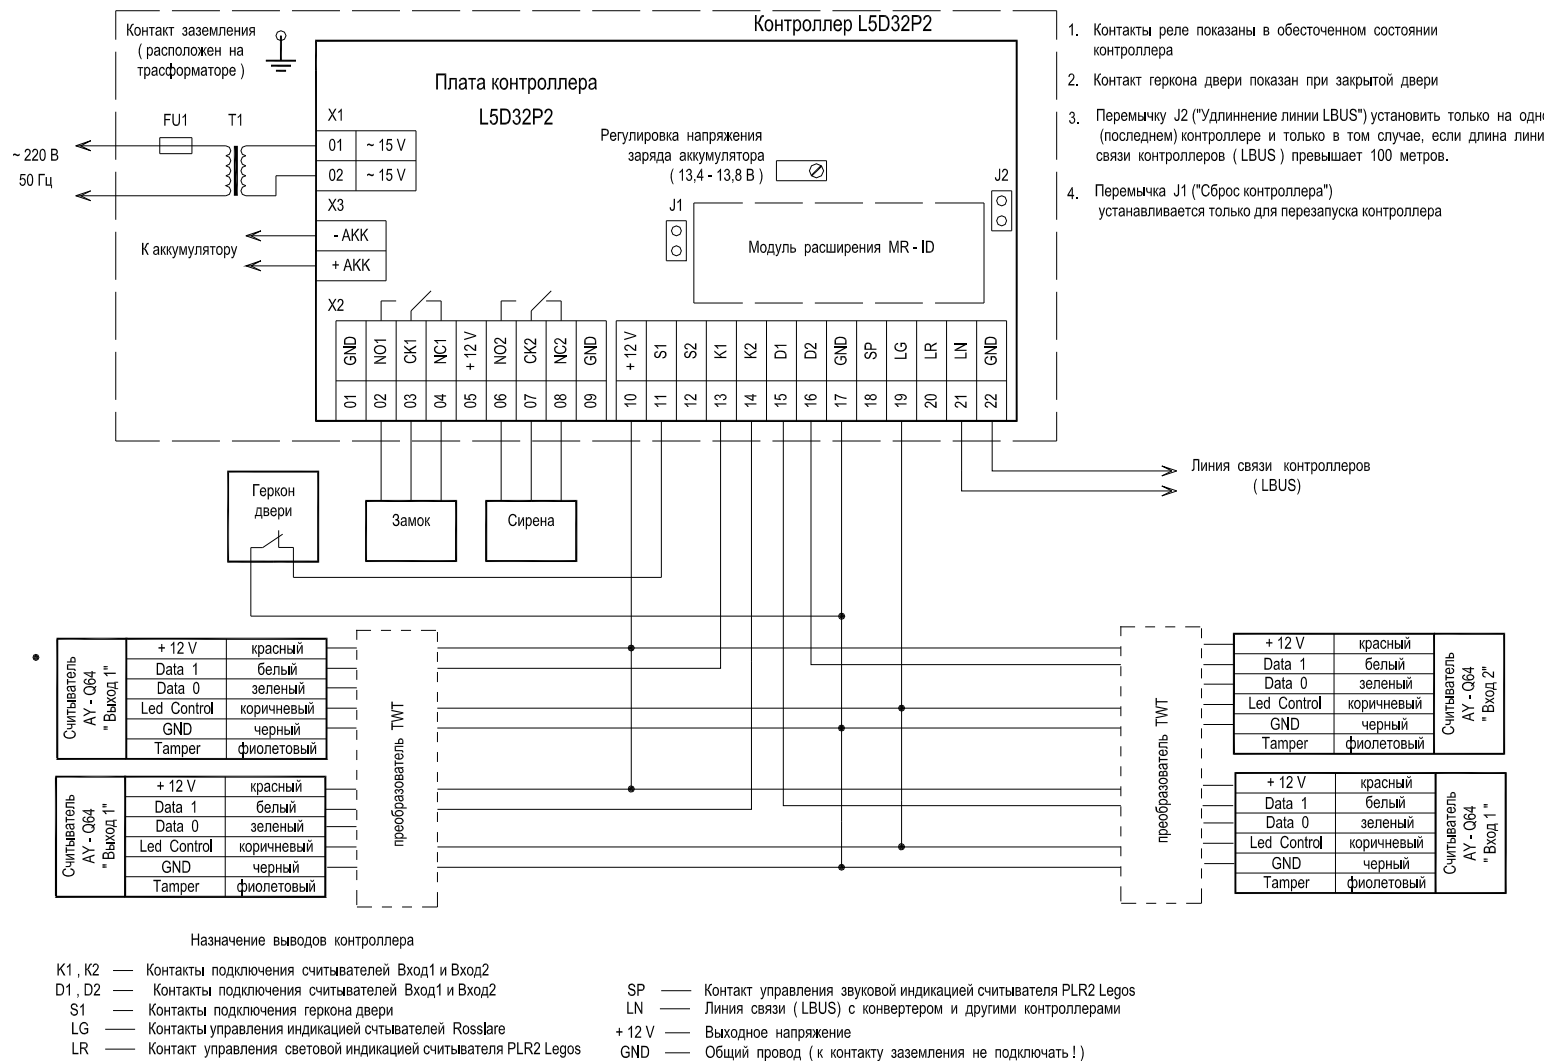 Контроллер L5D32P2
Контакт заземления
( расположен на
трасформаторе )
Плата контроллера
L5D32P2
FU1
T1
~ 220 В
50 Гц
X1
01 ~ 15 V
02 ~ 15 V
X3
- AKK
+ AKK
К аккумулятору
Регулировка напряжения
заряда аккумулятора
( 13,4 - 13,8 В )
J1
J2
Модуль расширения MR - ID
X2
GND NO1 CK1 NC1 + 12 V NO2 CK2 NC2 GND + 12 V S1 S2 K1 K2 D1 D2 GND SP LG LR LN GND
01 02 03 04 05 06 07 08 09 10 11 12 13 14 15 16 17 18 19 20 21 22
1. Контакты реле показаны в обесточенном состоянии
контроллера
2. Контакт геркона двери показан при закрытой двери
3. Перемычку J2 ("Удлиннение линии LBUS") установить только на
(последнем) контроллере и только в том случае, если длина
связи контроллеров ( LBUS ) превышает 100 метров.
4. Перемычка J1 ("Сброс контроллера")
устанавливается только для перезапуска контроллера
Линия связи контроллеров
( LBUS)
Геркон
двери
Замок
Сирена
Считыватель
AY - Q64
" Выход 1"
+ 12 V красный
Data 1 белый
Data 0 зеленый
Led Control коричневый
GND черный
Tamper фиолетовый
Считыватель
AY - Q64
" Выход 1"
+ 12 V красный
Data 1 белый
Data 0 зеленый
Led Control коричневый
GND черный
Tamper фиолетовый
преобразователь TWT
преобразователь TWT
+ 12 V красный
Data 1 белый
Data 0 зеленый
Led Control коричневый
GND черный
Tamper фиолетовый
Считыватель
AY - Q64
" Вход 2"
+ 12 V красный
Data 1 белый
Data 0 зеленый
Led Control коричневый
GND черный
Tamper фиолетовый
Считыватель
AY - Q64
" Вход 1"
Назначение выводов контроллера
K1 , K2 — Контакты подключения считывателей Вход1 и Вход2
D1 , D2 — Контакты подключения считывателей Вход1 и Вход2
S1 — Контакты подключения геркона двери
LG — Контакты управления индикацией счтывателей Rosslare
LR — Контакт управления световой индикацией считывателя PLR2 Legos
SP — Контакт управления звуковой индикацией считывателя PLR2 Legos
LN — Линия связи ( LBUS) с конвертером и другими контроллерами
+ 12 V — Выходное напряжение
GND — Общий провод ( к контакту заземления не подключать ! )